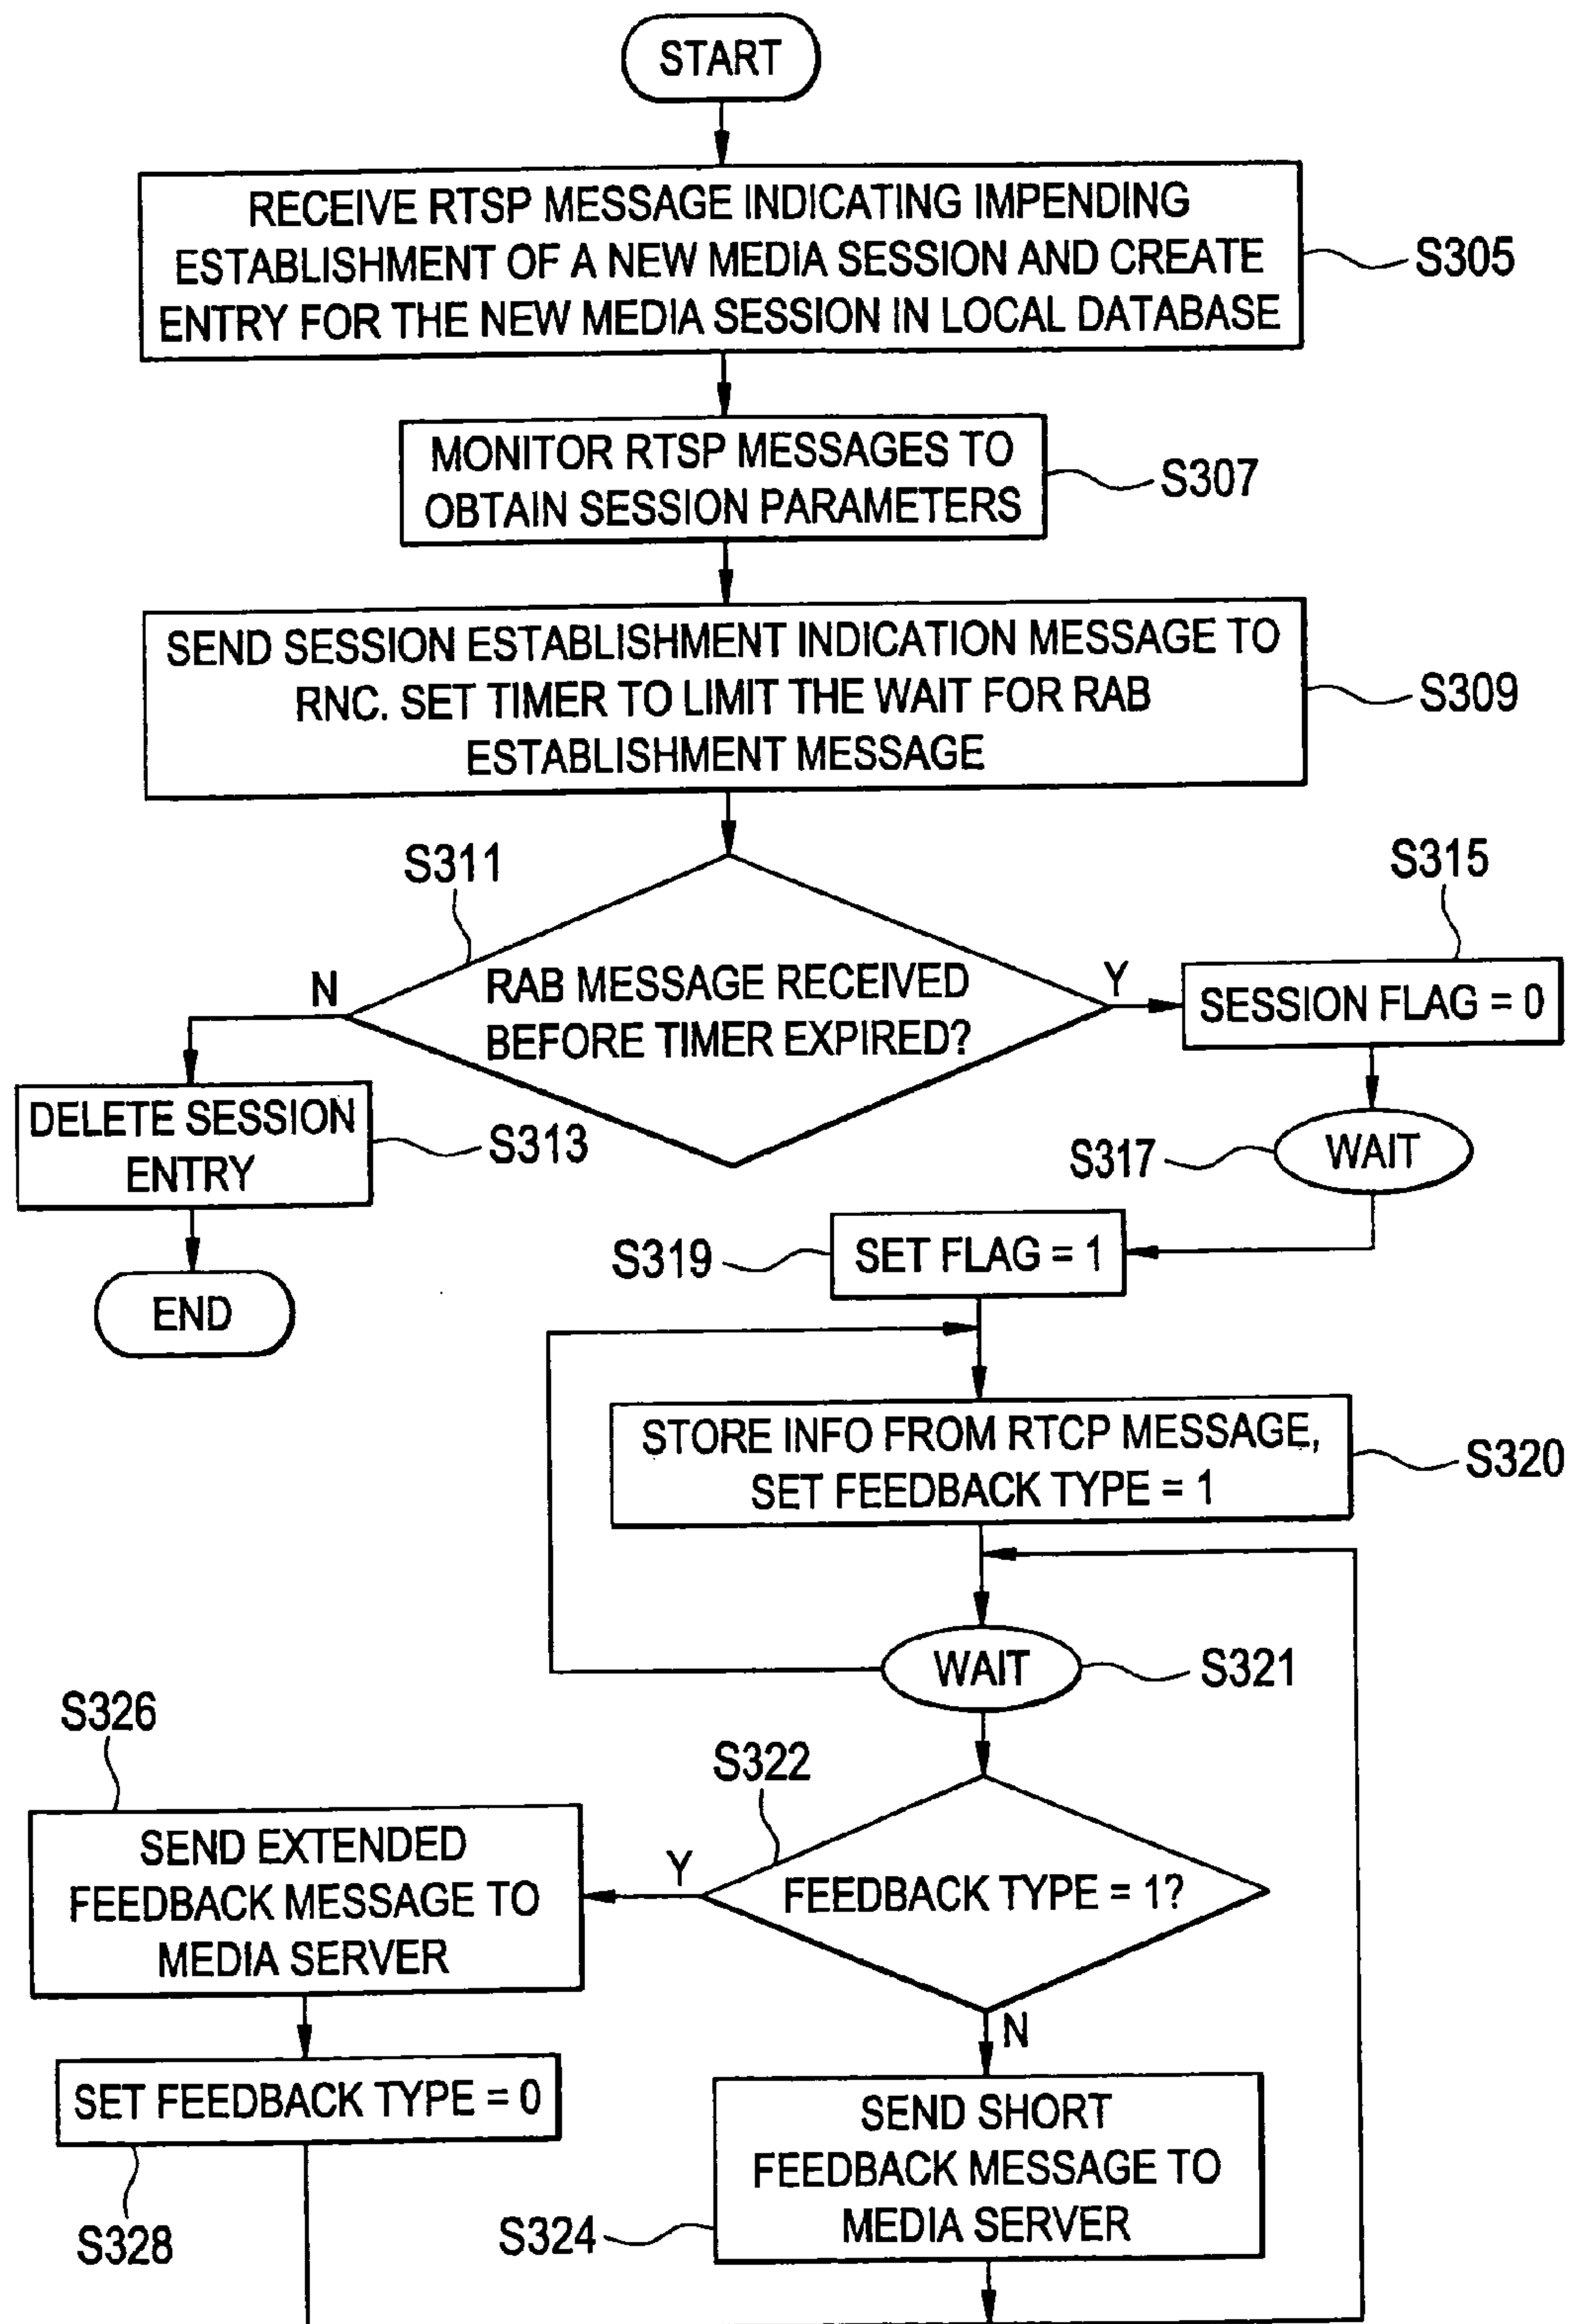 START
RECEIVE RTSP MESSAGE INDICATING IMPENDING
ESTABLISHMENT OF A NEW MEDIA SESSION AND CREATE
ENTRY FOR THE NEW MEDIA SESSION IN LOCAL DATABASE
S305
MONITOR RTSP MESSAGES TO
OBTAIN SESSION PARAMETERS
S307
SEND SESSION ESTABLISHMENT INDICATION MESSAGE TO
RNC. SET TIMER TO LIMIT THE WAIT FOR RAB
ESTABLISHMENT MESSAGE
S309
S311
RAB MESSAGE RECEIVED
BEFORE TIMER EXPIRED?
N
Y
S315
SESSION FLAG = 0
DELETE SESSION
ENTRY
S313
S317
WAIT
END
S319
SET FLAG = 1
STORE INFO FROM RTCP MESSAGE,
SET FEEDBACK TYPE = 1
S320
WAIT
S321
S326
S322
SEND EXTENDED
FEEDBACK MESSAGE TO
MEDIA SERVER
Y
FEEDBACK TYPE = 1?
N
SET FEEDBACK TYPE = 0
S328
SEND SHORT
FEEDBACK MESSAGE TO
MEDIA SERVER
S324